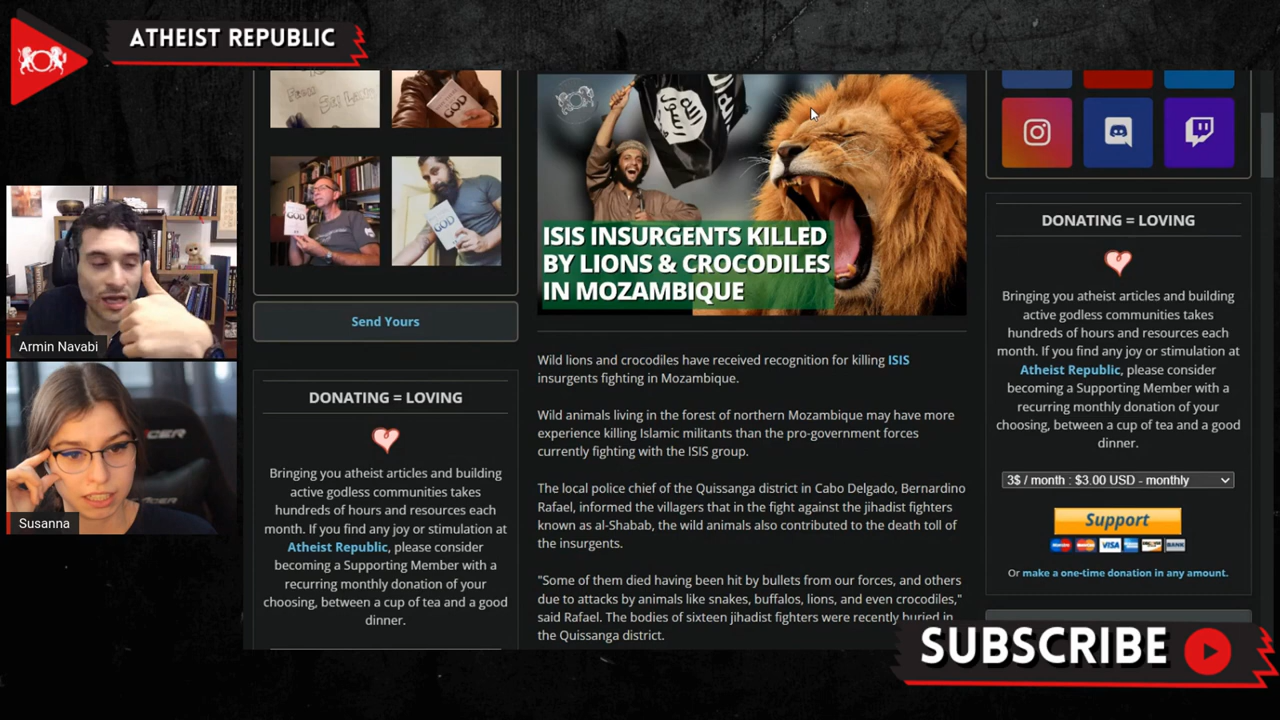 ATHEIST REPUBLIC
Armin Navabi
Susanna
GOD
GOD
GOD
Send Yours
DONATING = LOVING
Bringing you atheist articles and building
active godless communities takes
hundreds of hours and resources each
month. If you find any joy or stimulation at
Atheist Republic, please consider
becoming a Supporting Member with a
recurring monthly donation of your
choosing, between a cup of tea and a good
dinner.
ISIS INSURGENTS KILLED
BY LIONS & CROCODILES
IN MOZAMBIQUE
Wild lions and crocodiles have received recognition for killing ISIS
insurgents fighting in Mozambique.
Wild animals living in the forest of northern Mozambique may have more
experience killing Islamic militants than the pro-government forces
currently fighting with the ISIS group.
The local police chief of the Quissanga district in Cabo Delgado, Bernardino
Rafael, informed the villagers that in the fight against the jihadist fighters
known as al-Shabab, the wild animals also contributed to the death toll of
the insurgents.
"Some of them died having been hit by bullets from our forces, and others
due to attacks by animals like snakes, buffalos, lions, and even crocodiles,"
said Rafael. The bodies of sixteen jihadist fighters were recently buried in
the Quissanga district.
DONATING = LOVING
Bringing you atheist articles and building
active godless communities takes
hundreds of hours and resources each
month. If you find any joy or stimulation at
Atheist Republic, please consider
becoming a Supporting Member with a
recurring monthly donation of your
choosing, between a cup of tea and a good
dinner.
3$ / month : $3.00 USD - monthly
Support
VISA
BANK
Or make a one-time donation in any amount.
SUBSCRIBE